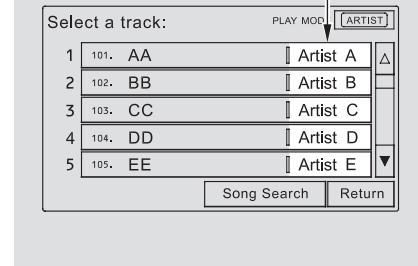 Select a track: PLAY MOD [ARTIST]
1 101. AA Artist A
2 102. BB Artist B
3 103. CC Artist C
4 104. DD Artist D
5 105. EE Artist E
Song Search Return